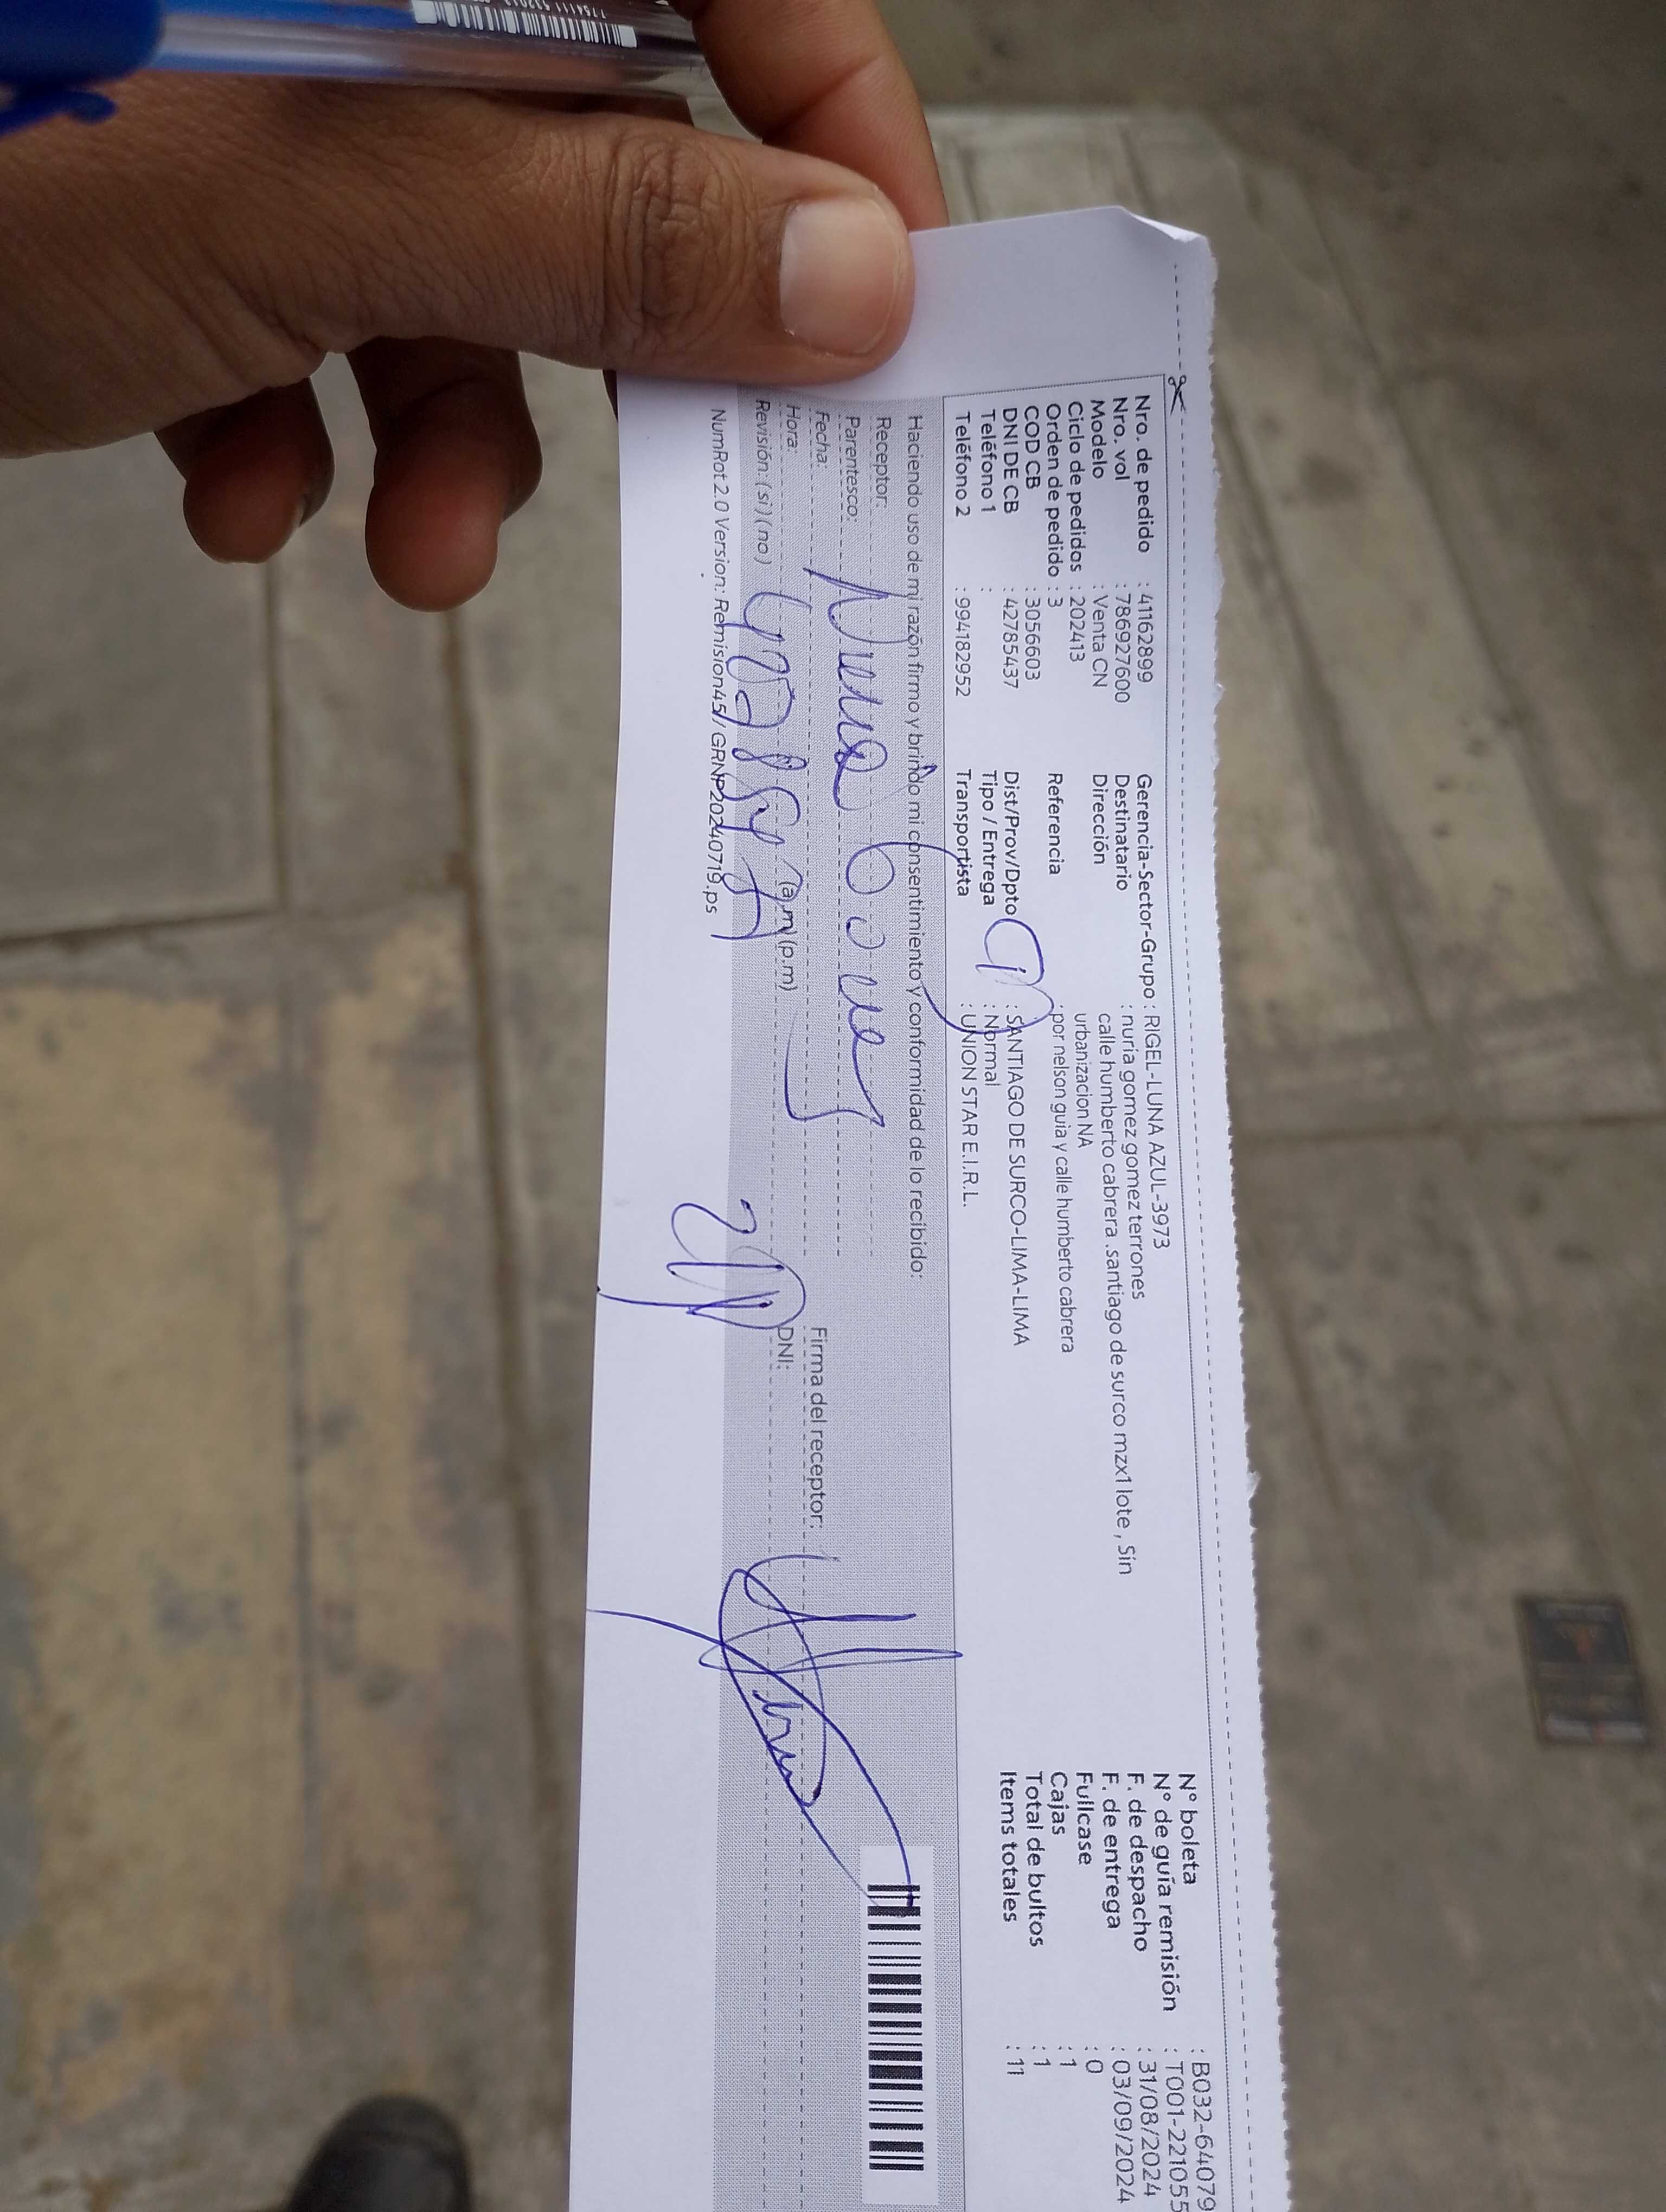 Nro. de pedido : 41162899
Nro. vol : 786927600
Modelo : Venta CN
Ciclo de pedidos : 202413
Orden de pedido : 3
COD CB : 3056603
DNI DE CB : 42785437
Teléfono 1 :
Teléfono 2 : 994182952
Gerencia-Sector-Grupo : RIGEL-LUNA AZUL-3973
Destinatario : nuria gomez gomez terrones
Dirección calle humberto cabrera .santiago de surco mzx1 lote , Sin
urbanizacion NA
Referencia : por nelson guia y calle humberto cabrera
Dist/Prov/Dpto : SANTIAGO DE SURCO-LIMA-LIMA
Tipo / Entrega : Normal
Transportista : UNION STAR E.I.R.L.
N° boleta : B032-64079
N° de guía remisión : T001-221055
F. de despacho : 31/08/2024
F. de entrega : 03/09/2024
Fullcase : 0
Cajas : 1
Total de bultos : 1
Items totales : 11
Haciendo uso de mi razón firmo y brindo mi consentimiento y conformidad de lo recibido:
Receptor:
Parentesco:
Fecha:
Hora: (a.m) (p.m)
Revisión: (si) (no)
Firma del receptor:
DNI:
NumRot 2.0 Version: Remision45// GRNP20240719.ps